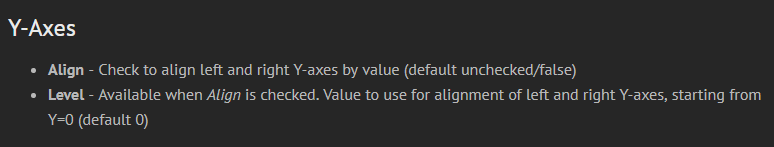 Y-Axes
• Align - Check to align left and right Y-axes by value (default unchecked/false)
• Level - Available when Align is checked. Value to use for alignment of left and right Y-axes, starting from
Y=0 (default 0)